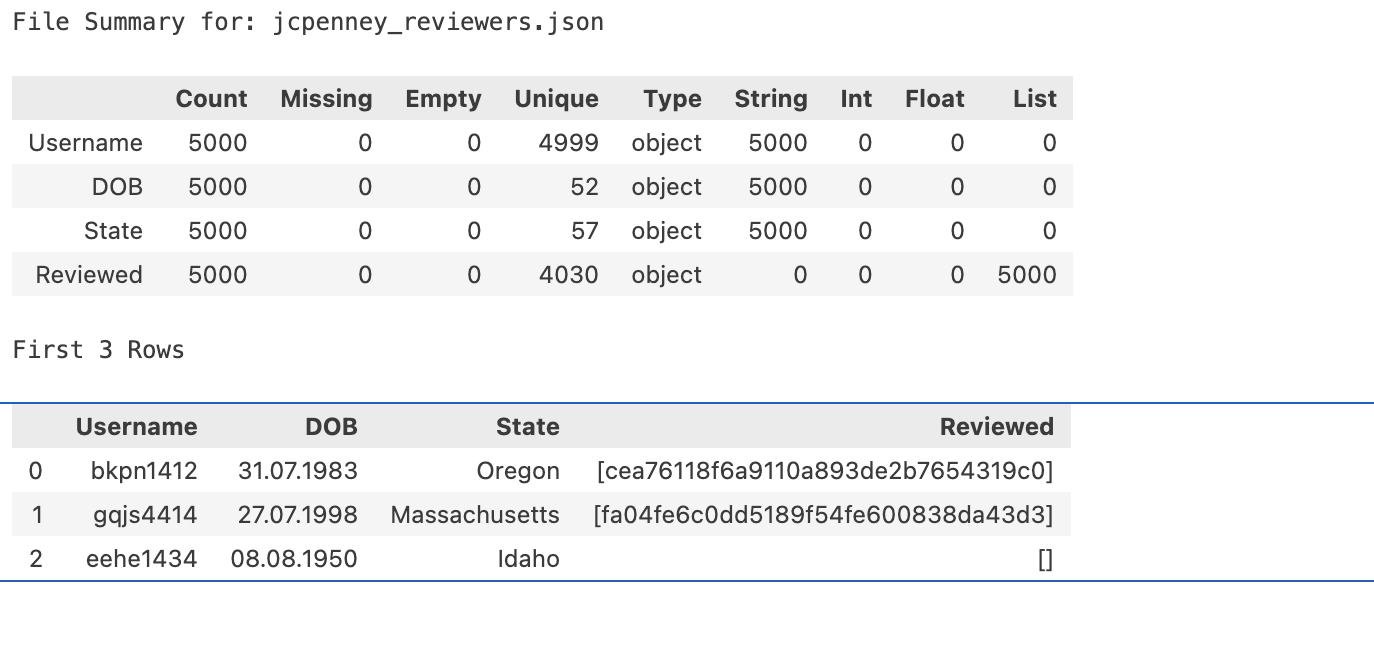 File Summary for: jcpenney_reviewers.json
Count Missing Empty Unique Type String Int Float List
Username 5000 0 0 4999 object 5000 0 0 0
DOB 5000 0 0 52 object 5000 0 0 0
State 5000 0 0 57 object 5000 0 0 0
Reviewed 5000 0 0 4030 object 0 0 0 5000
First 3 Rows
Username DOB State Reviewed
0 bkpn1412 31.07.1983 Oregon [cea76118f6a9110a893de2b7654319c0]
1 gqjs4414 27.07.1998 Massachusetts [fa04fe6c0dd5189f54fe600838da43d3]
2 eehe1434 08.08.1950 Idaho []